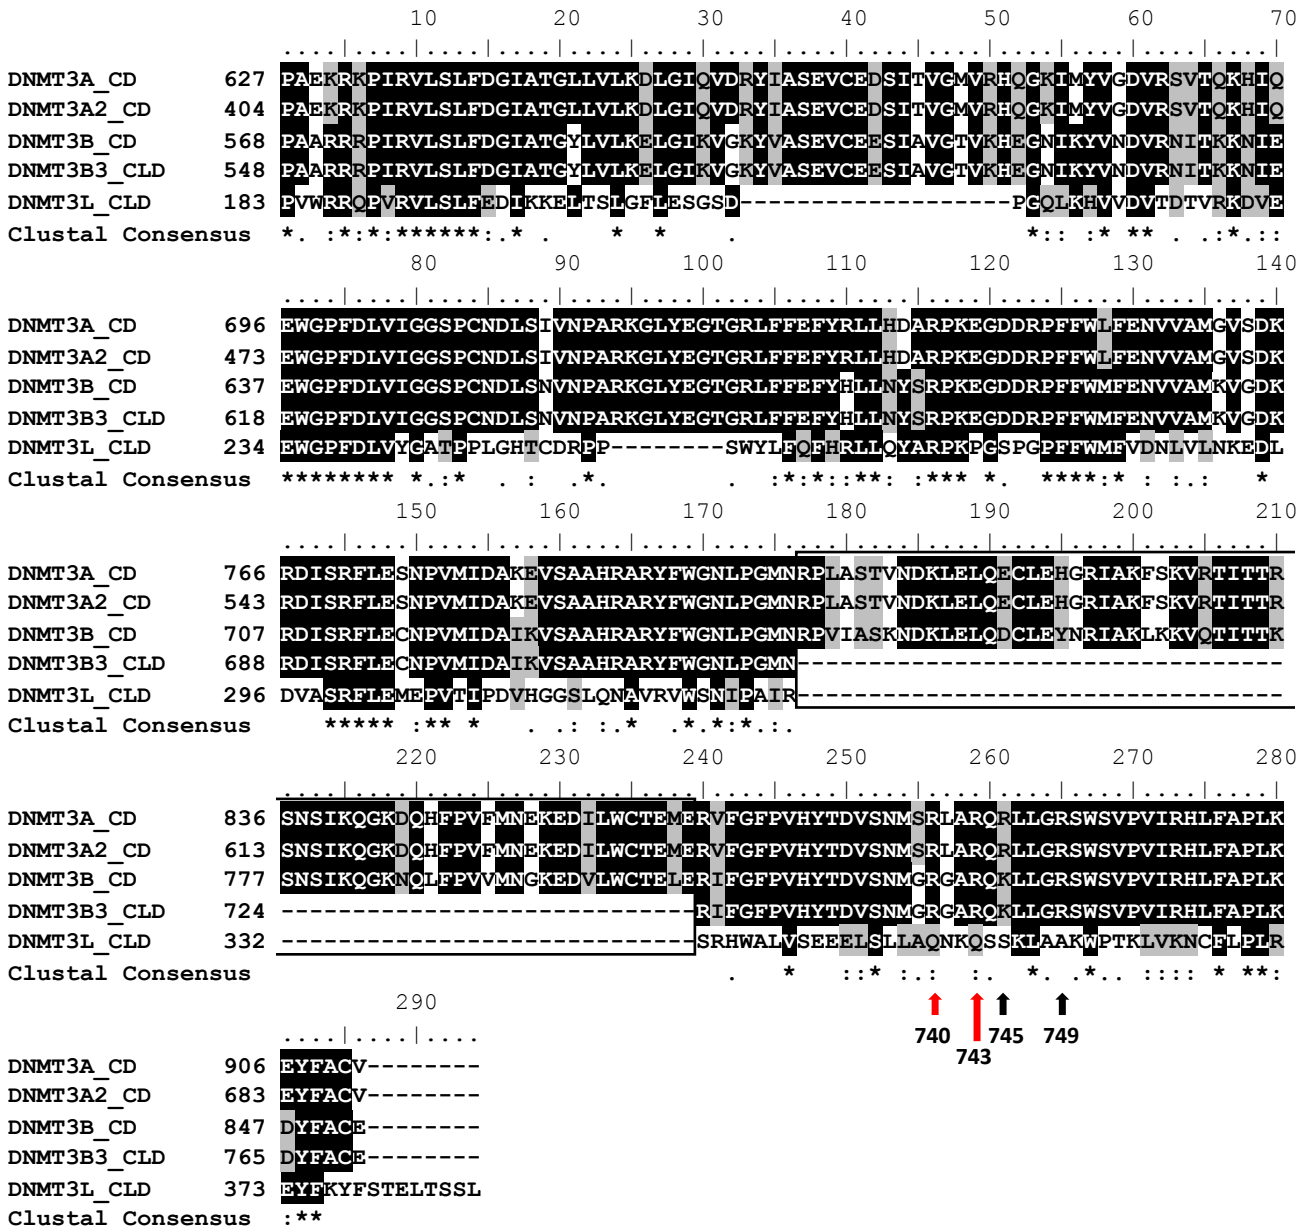 10 20 30 40 50 60 70
....|....|....|....|....|....|....|....|....|....|....|....|....|....|
DNMT3A_CD 627 PAEKRKPIRVLSLFDGIATGLLVLKDLGIQVDRYIASEVCEDSITVGMVRHQGKIMYVGDVRSVTQKHIQ
DNMT3A2_CD 404 PAEKRKPIRVLSLFDGIATGLLVLKDLGIQVDRYIASEVCEDSITVGMVRHQGKIMYVGDVRSVTQKHIQ
DNMT3B_CD 568 PAARRRPIRVLSLFDGIATGYLVLKELGIKVGKYVASEVCEESIAVGTVKHEGNIKYVNDVRNITKKNIE
DNMT3B3_CLD 548 PAARRRPIRVLSLFDGIATGYLVLKELGIKVGKYVASEVCEESIAVGTVKHEGNIKYVNDVRNITKKNIE
DNMT3L_CLD 183 PVWRRQPVRVLSLFEDIKKELTSLGFLESGSD-------------------PGQLKHVVDVTDTVRKDVE
Clustal Consensus *. :*:*:******:.* . * * . *:: :* ** . .:*.::
80 90 100 110 120 130 140
....|....|....|....|....|....|....|....|....|....|....|....|....|....|
DNMT3A_CD 696 EWGPFDLVIGGSPCNDLSIVNPARKGLYEGTGRLFFEFYRLLHDARPKEGDDRPFFWLFENVVAMGVSDK
DNMT3A2_CD 473 EWGPFDLVIGGSPCNDLSIVNPARKGLYEGTGRLFFEFYRLLHDARPKEGDDRPFFWLFENVVAMGVSDK
DNMT3B_CD 637 EWGPFDLVIGGSPCNDLSNVNPARKGLYEGTGRLFFEFYHLLNYSRPKEGDDRPFFWMFENVVAMKVGDK
DNMT3B3_CLD 618 EWGPFDLVIGGSPCNDLSNVNPARKGLYEGTGRLFFEFYHLLNYSRPKEGDDRPFFWMFENVVAMKVGDK
DNMT3L_CLD 234 EWGPFDLVYGATPPLGHTCDRPP--------SWYLFQFHRLLQYARPKPGSPGPFFWMFVDNLVLNKEDL
Clustal Consensus ******** *.:* . : .* . :*:*::**: :*** *. ****:* : :.: *
150 160 170 180 190 200 210
....|....|....|....|....|....|....|....|....|....|....|....|....|....|
DNMT3A_CD 766 RDISRFLESNPVMIDAKEVSAAHRARYFWGNLPGMNRPLASTVNDKLELQECLEHGRIAKFSKVRTITTR
DNMT3A2_CD 543 RDISRFLESNPVMIDAKEVSAAHRARYFWGNLPGMNRPLASTVNDKLELQECLEHGRIAKFSKVRTITTR
DNMT3B_CD 707 RDISRFLECNPVMIDAIKVSAAHRARYFWGNLPGMNRPVIASKNDKLELQDCLEYNRIAKLKKVQTITTK
DNMT3B3_CLD 688 RDISRFLECNPVMIDAIKVSAAHRARYFWGNLPGMN----------------------------------
DNMT3L_CLD 296 DVASRFLEMEPVTIPDVHGGSLQNAVRVWSNIPAIR----------------------------------
Clustal Consensus ***** :** * . .: :.* .*.*:*.:.
220 230 240 250 260 270 280
....|....|....|....|....|....|....|....|....|....|....|....|....|....|
DNMT3A_CD 836 SNSIKQGKDQHFPVFMNEKEDILWCTEMERVFGFPVHYTDVSNMSRLARQRLLGRSWSVPVIRHLFAPLK
DNMT3A2_CD 613 SNSIKQGKDQHFPVFMNEKEDILWCTEMERVFGFPVHYTDVSNMSRLARQRLLGRSWSVPVIRHLFAPLK
DNMT3B_CD 777 SNSIKQGKNQLFPVVMNGKEDVLWCTELERIFGFPVHYTDVSNMGRGARQKLLGRSWSVPVIRHLFAPLK
DNMT3B3_CLD 724 -----------------------------RIFGFPVHYTDVSNMGRGARQKLLGRSWSVPVIRHLFAPLK
DNMT3L_CLD 332 -----------------------------SRHWALVSEEELSLLAQNKQSSKLAAKWPTKLVKNCFLPLR
Clustal Consensus . * ::* :.: :. *. .* .. :::: * **:
740 745 749
743
290
....|....|....
DNMT3A_CD 906 EYFACV--------
DNMT3A2_CD 683 EYFACV--------
DNMT3B_CD 847 DYFACE--------
DNMT3B3_CLD 765 DYFACE--------
DNMT3L_CLD 373 EYFKYFSTELTSSL
Clustal Consensus :**